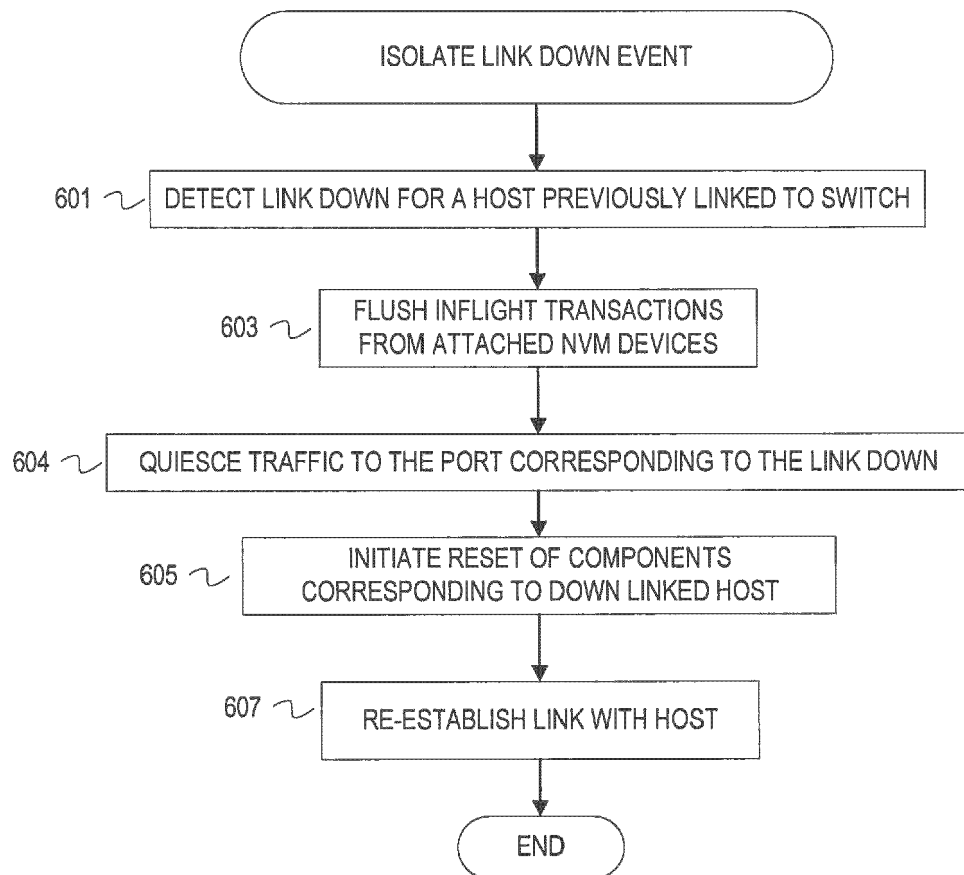 ISOLATE LINK DOWN EVENT
601
DETECT LINK DOWN FOR A HOST PREVIOUSLY LINKED TO SWITCH
603
FLUSH INFLIGHT TRANSACTIONS
FROM ATTACHED NVM DEVICES
604
QUIESCE TRAFFIC TO THE PORT CORRESPONDING TO THE LINK DOWN
605
INITIATE RESET OF COMPONENTS
CORRESPONDING TO DOWN LINKED HOST
607
RE-ESTABLISH LINK WITH HOST
END